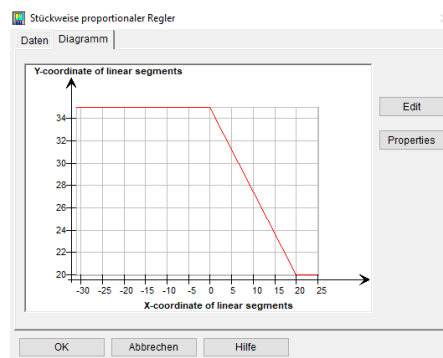 Stückweise proportionaler Regler
Daten Diagramm
Y-coordinate of linear segments
34
32
30
28
26
24
22
20
-30 -25 -20 -15 -10 -5 0 5 10 15 20 25
X-coordinate of linear segments
Edit
Properties
OK Abbrechen Hilfe